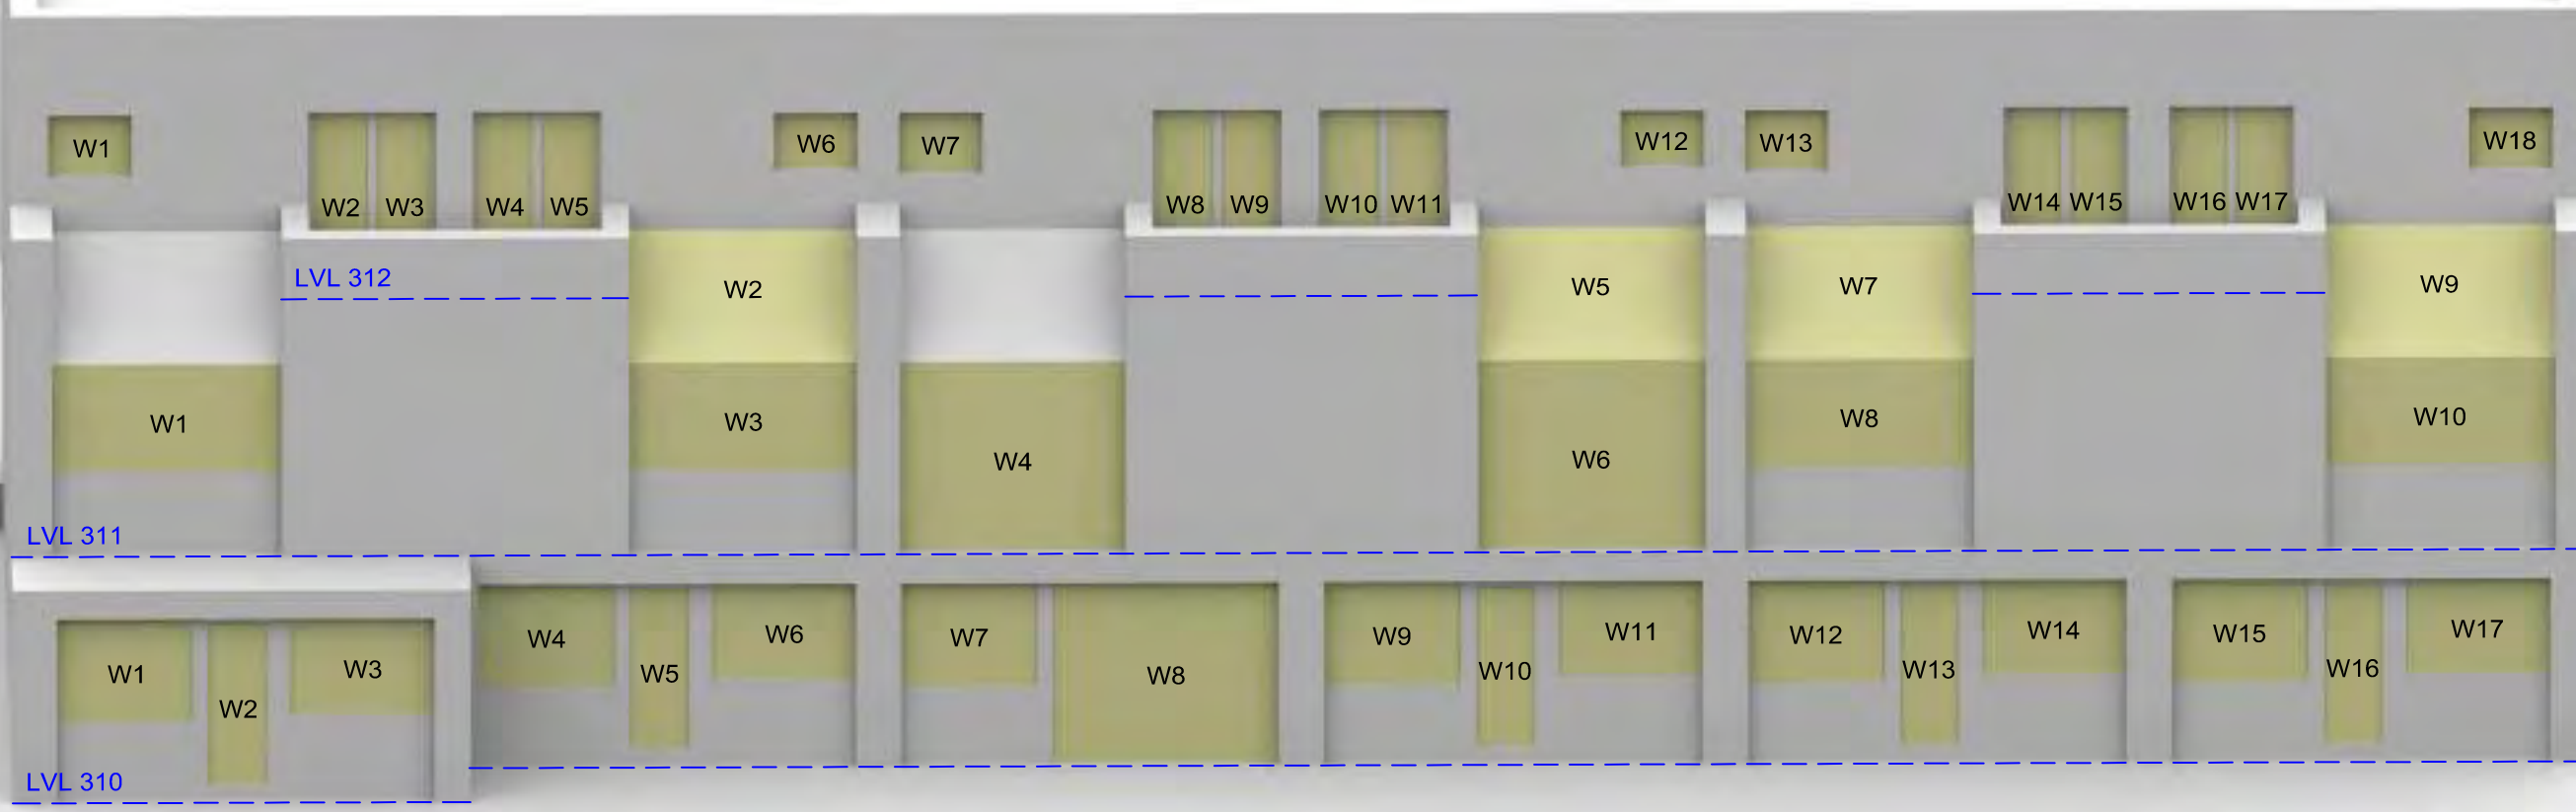 W1 W6 W7 W12 W13 W18
W2 W3 W4 W5 W8 W9 W10 W11 W14 W15 W16 W17
LVL 312 W2 W5 W7 W9
W1 W3 W4 W6 W8 W10
LVL 311
W4 W6 W7 W9 W11 W12 W14 W15 W17
W1 W2 W3 W5 W8 W10 W13 W16
LVL 310